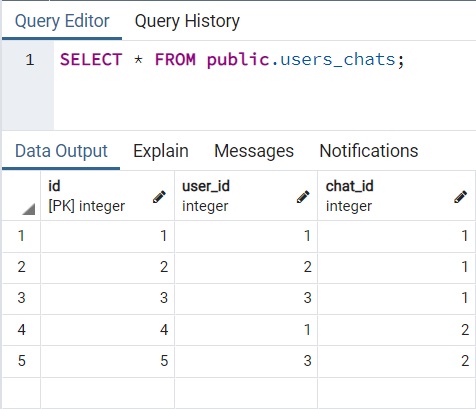 Query Editor Query History
1 SELECT * FROM public.users_chats;
Data Output Explain Messages Notifications
id user_id chat_id
[PK] integer integer integer
1 1 1 1
2 2 2 1
3 3 3 1
4 4 1 2
5 5 3 2